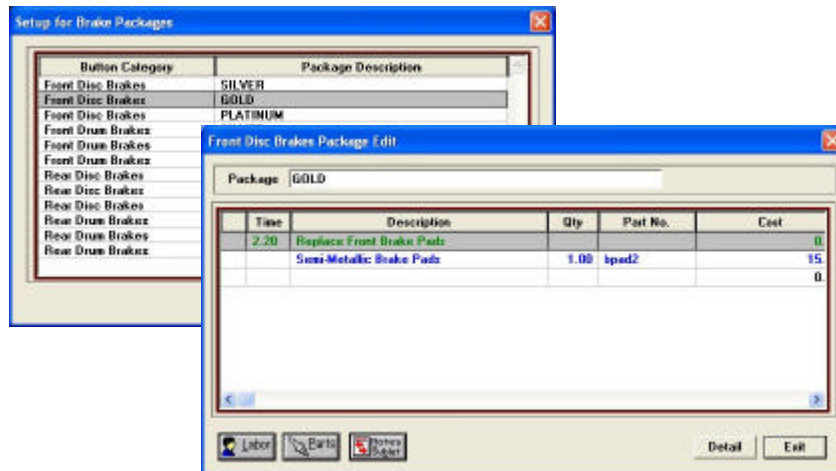 Setup for Brake Packages
Button Category Package Description
Front Disc Brakes SILVER
Front Disc Brakes GOLD
Front Disc Brakes PLATINUM
Front Drum Brakes
Front Drum Brakes
Front Drum Brakes
Rear Disc Brakes
Rear Disc Brakes
Rear Disc Brakes
Rear Drum Brakes
Rear Drum Brakes
Rear Drum Brakes
Front Disc Brakes Package Edit
Package GOLD
Time Description Qty Part No. Cost
2.20 Replace Front Brake Pads 0.
Semi-Metallic Brake Pads 1.00 bpad2 15.
0.
Labor Parts Notes Sublet Detail Exit